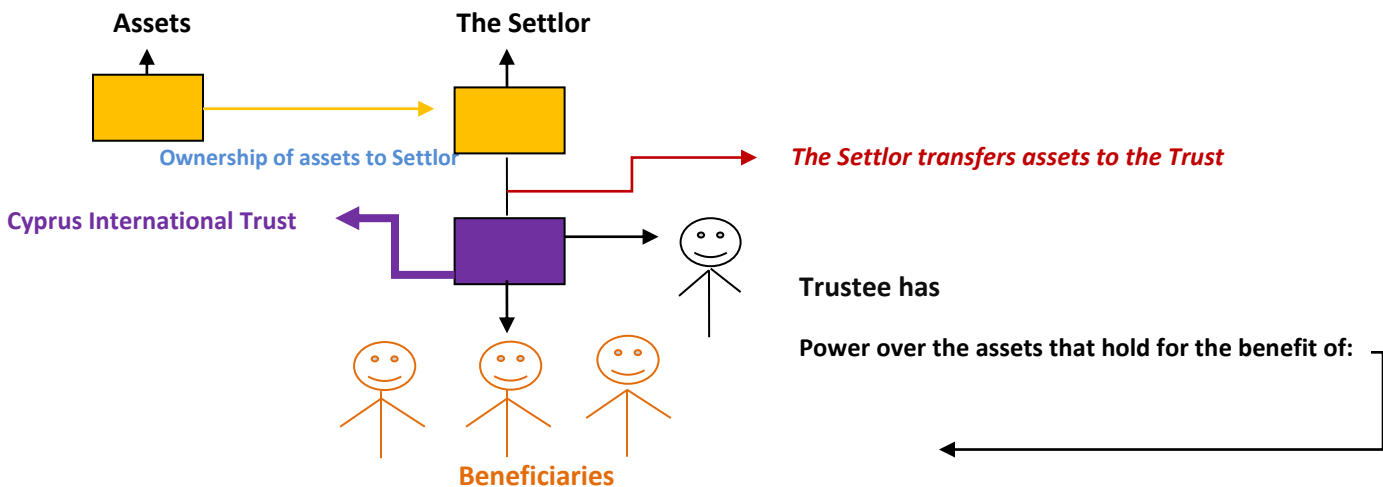 Assets
The Settlor
Ownership of assets to Settlor
The Settlor transfers assets to the Trust
Cyprus International Trust
Trustee has
Power over the assets that hold for the benefit of:
Beneficiaries